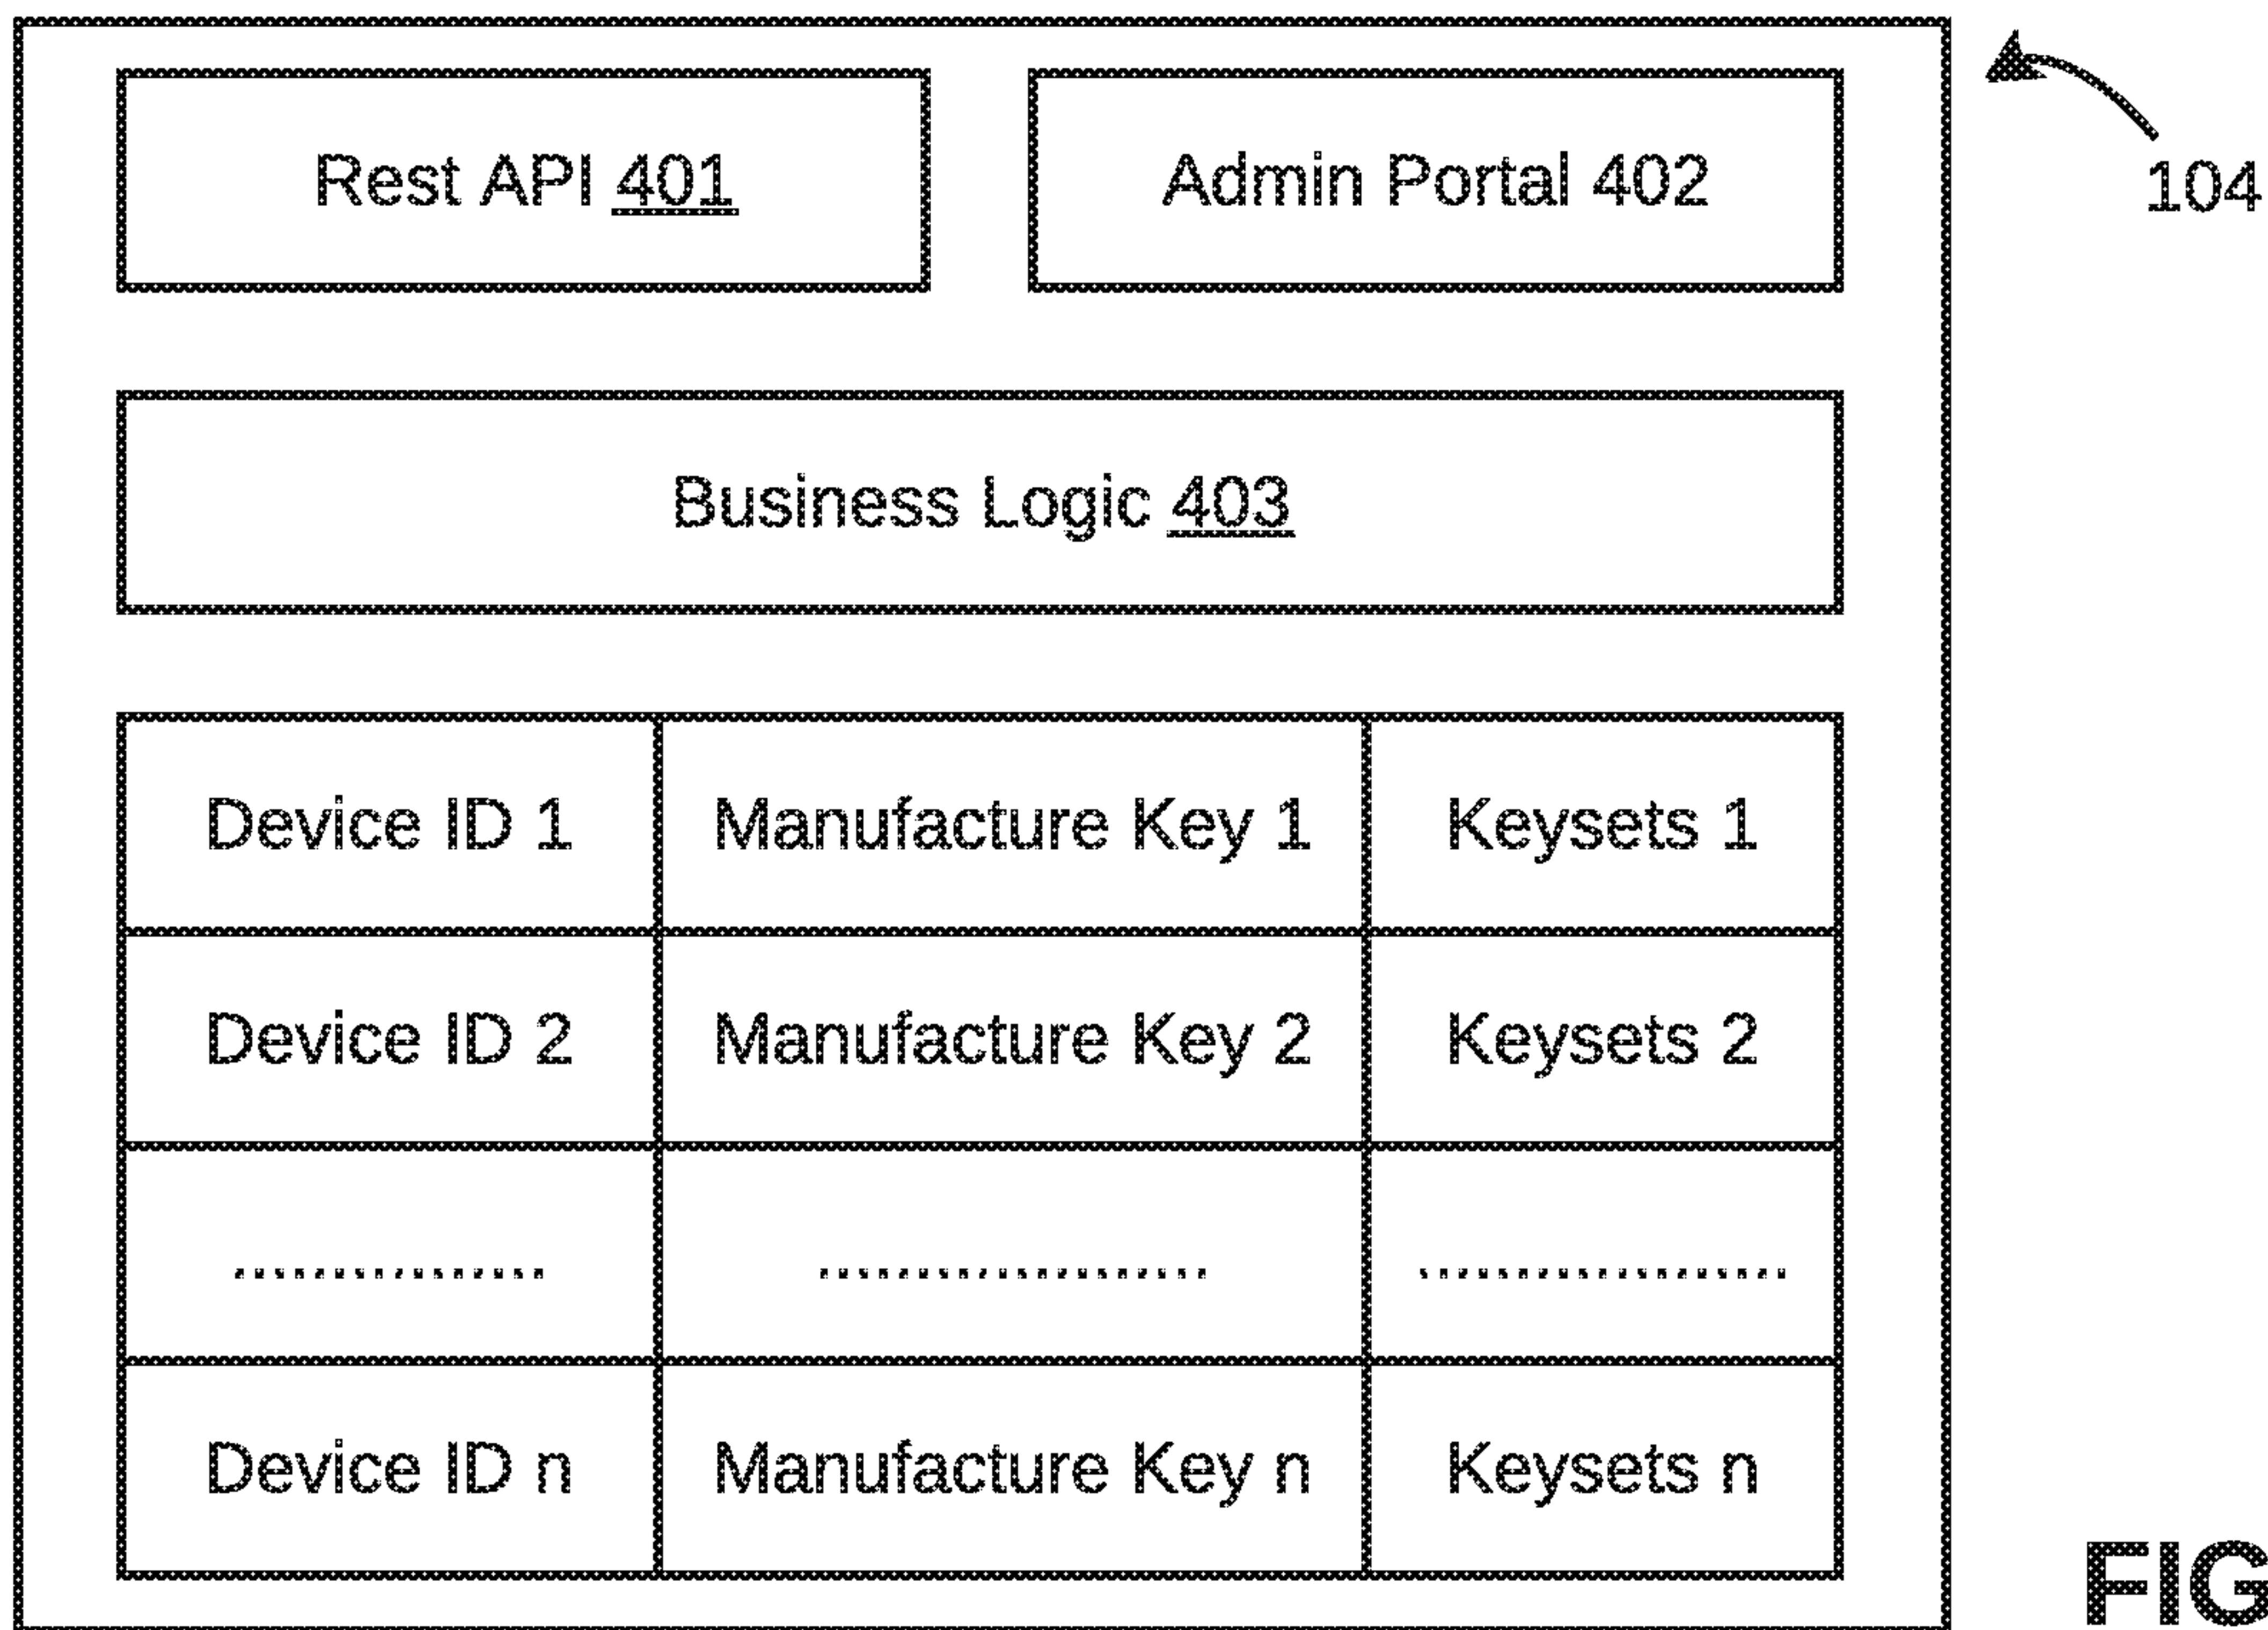 Rest API 401
Admin Portal 402
104
Business Logic 403
Device ID 1 Manufacture Key 1 Keysets 1
Device ID 2 Manufacture Key 2 Keysets 2
................ .................... ...................
Device ID n Manufacture Key n Keysets n
FIG